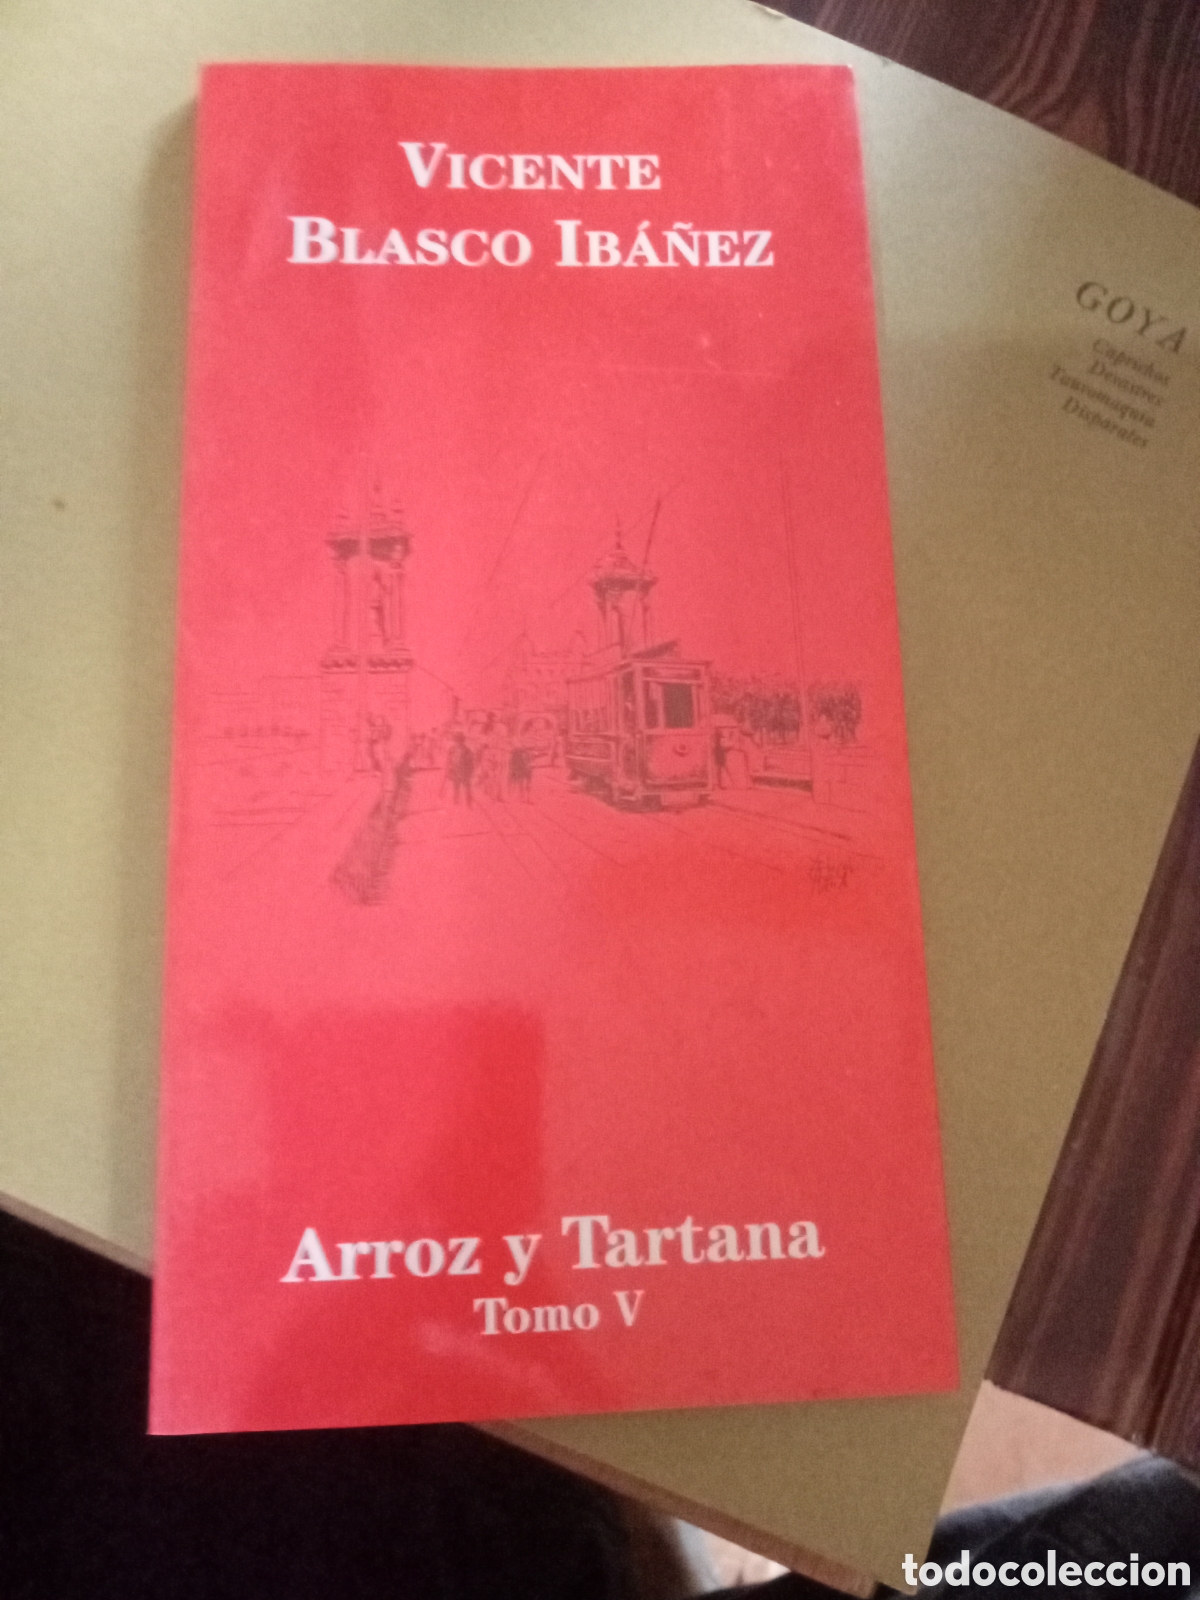 VICENTE
BLASCO IBÁÑEZ
GOYA
Caprichos
Desastres
Tauromaquia
Disparates
Arroz y Tartana
Tomo V
todocoleccion